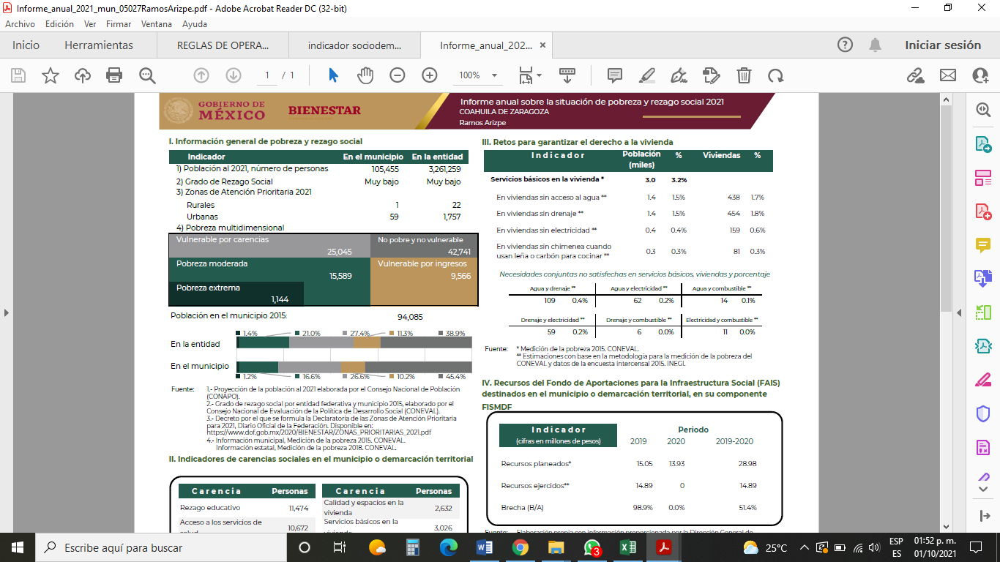 Informe_anual_2021_mun_05027RamosArizpe.pdf - Adobe Acrobat Reader DC (32-bit)
Archivo Edición Ver Firmar Ventana Ayuda
Inicio Herramientas REGLAS DE OPERA... indicador sociodem... Informe_anual_202... × Iniciar sesión
1 / 1 100%
GOBIERNO DE MÉXICO BIENESTAR
Informe anual sobre la situación de pobreza y rezago social 2021
COAHUILA DE ZARAGOZA
Ramos Arizpe
I. Información general de pobreza y rezago social
Indicador En el municipio En la entidad
1) Población al 2021, número de personas 105,455 3,261,259
2) Grado de Rezago Social Muy bajo Muy bajo
3) Zonas de Atención Prioritaria 2021
Rurales 1 22
Urbanas 59 1,757
4) Pobreza multidimensional
Vulnerable por carencias No pobre y no vulnerable
25,045 42,741
Pobreza moderada Vulnerable por ingresos
15,589 9,566
Pobreza extrema
1,144
Población en el municipio 2015: 94,085
1.4% 21.0% 27.4% 11.3% 38.9%
En la entidad
En el municipio
1.2% 16.6% 26.6% 10.2% 45.4%
Fuente: 1.- Proyección de la población al 2021 elaborada por el Consejo Nacional de Población
(CONAPO).
2.- Grado de rezago social por entidad federativa y municipio 2015, elaborado por el
Consejo Nacional de Evaluación de la Política de Desarrollo Social (CONEVAL).
3.- Decreto por el que se formula la Declaratoria de las Zonas de Atención Prioritaria
para 2021, Diario Oficial de la Federación. Disponible en:
https://www.dof.gob.mx/2020/BIENESTAR/ZONAS_PRIORITARIAS_2021.pdf
4.- Información municipal, Medición de la pobreza 2015. CONEVAL.
Información estatal, Medición de la pobreza 2018. CONEVAL.
II. Indicadores de carencias sociales en el municipio o demarcación territorial
Carencia Personas Carencia Personas
Rezago educativo 11,474 Calidad y espacios en la
vivienda 2,632
Acceso a los servicios de 10,672 Servicios básicos en la
3,026
III. Retos para garantizar el derecho a la vivienda
Indicador Población (miles) % Viviendas %
Servicios básicos en la vivienda * 3.0 3.2%
En viviendas sin acceso al agua ** 1.4 1.5% 438 1.7%
En viviendas sin drenaje ** 1.4 1.5% 454 1.8%
En viviendas sin electricidad ** 0.4 0.4% 159 0.6%
En viviendas sin chimenea cuando
usan leña o carbón para cocinar ** 0.3 0.3% 81 0.3%
Necesidades conjuntas no satisfechas en servicios básicos, viviendas y porcentaje
Agua y drenaje ** Agua y electricidad ** Agua y combustible **
109 0.4% 62 0.2% 14 0.1%
Drenaje y electricidad ** Drenaje y combustible ** Electricidad y combustible **
59 0.2% 6 0.0% 11 0.0%
Fuente: * Medición de la pobreza 2015. CONEVAL.
** Estimaciones con base en la metodología para la medición de la pobreza del
CONEVAL y datos de la encuesta intercensal 2015. INEGI.
IV. Recursos del Fondo de Aportaciones para la Infraestructura Social (FAIS)
destinados en el municipio o demarcación territorial, en su componente
FISMDF
Indicador Periodo
(cifras en millones de pesos) 2019 2020 2019-2020
Recursos planeados* 15.05 13.93 28.98
Recursos ejercidos** 14.89 0 14.89
Brecha (B/A) 98.9% 0.0% 51.4%
Fuente: Elaboración propia con información proporcionada por la Dirección General de
Escribe aquí para buscar
3
25°C
ESP
ES
01:52 p. m.
01/10/2021